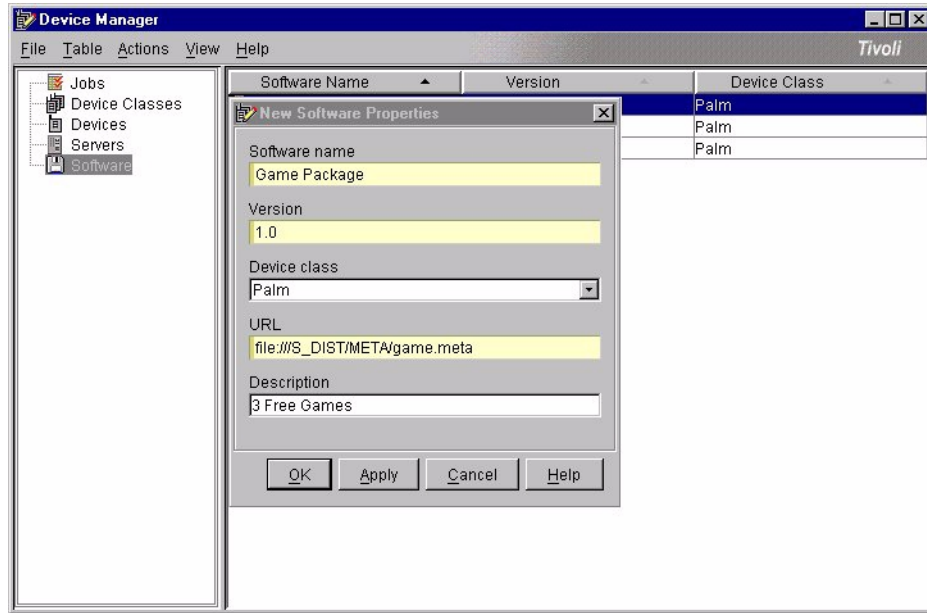 Device Manager
File Table Actions View Help
Tivoli
Jobs
Device Classes
Devices
Servers
Software
Software Name Version Device Class
Palm
Palm
Palm
New Software Properties
Software name
Game Package
Version
1.0
Device class
Palm
URL
file:///S_DIST/META/game.meta
Description
3 Free Games
OK Apply Cancel Help